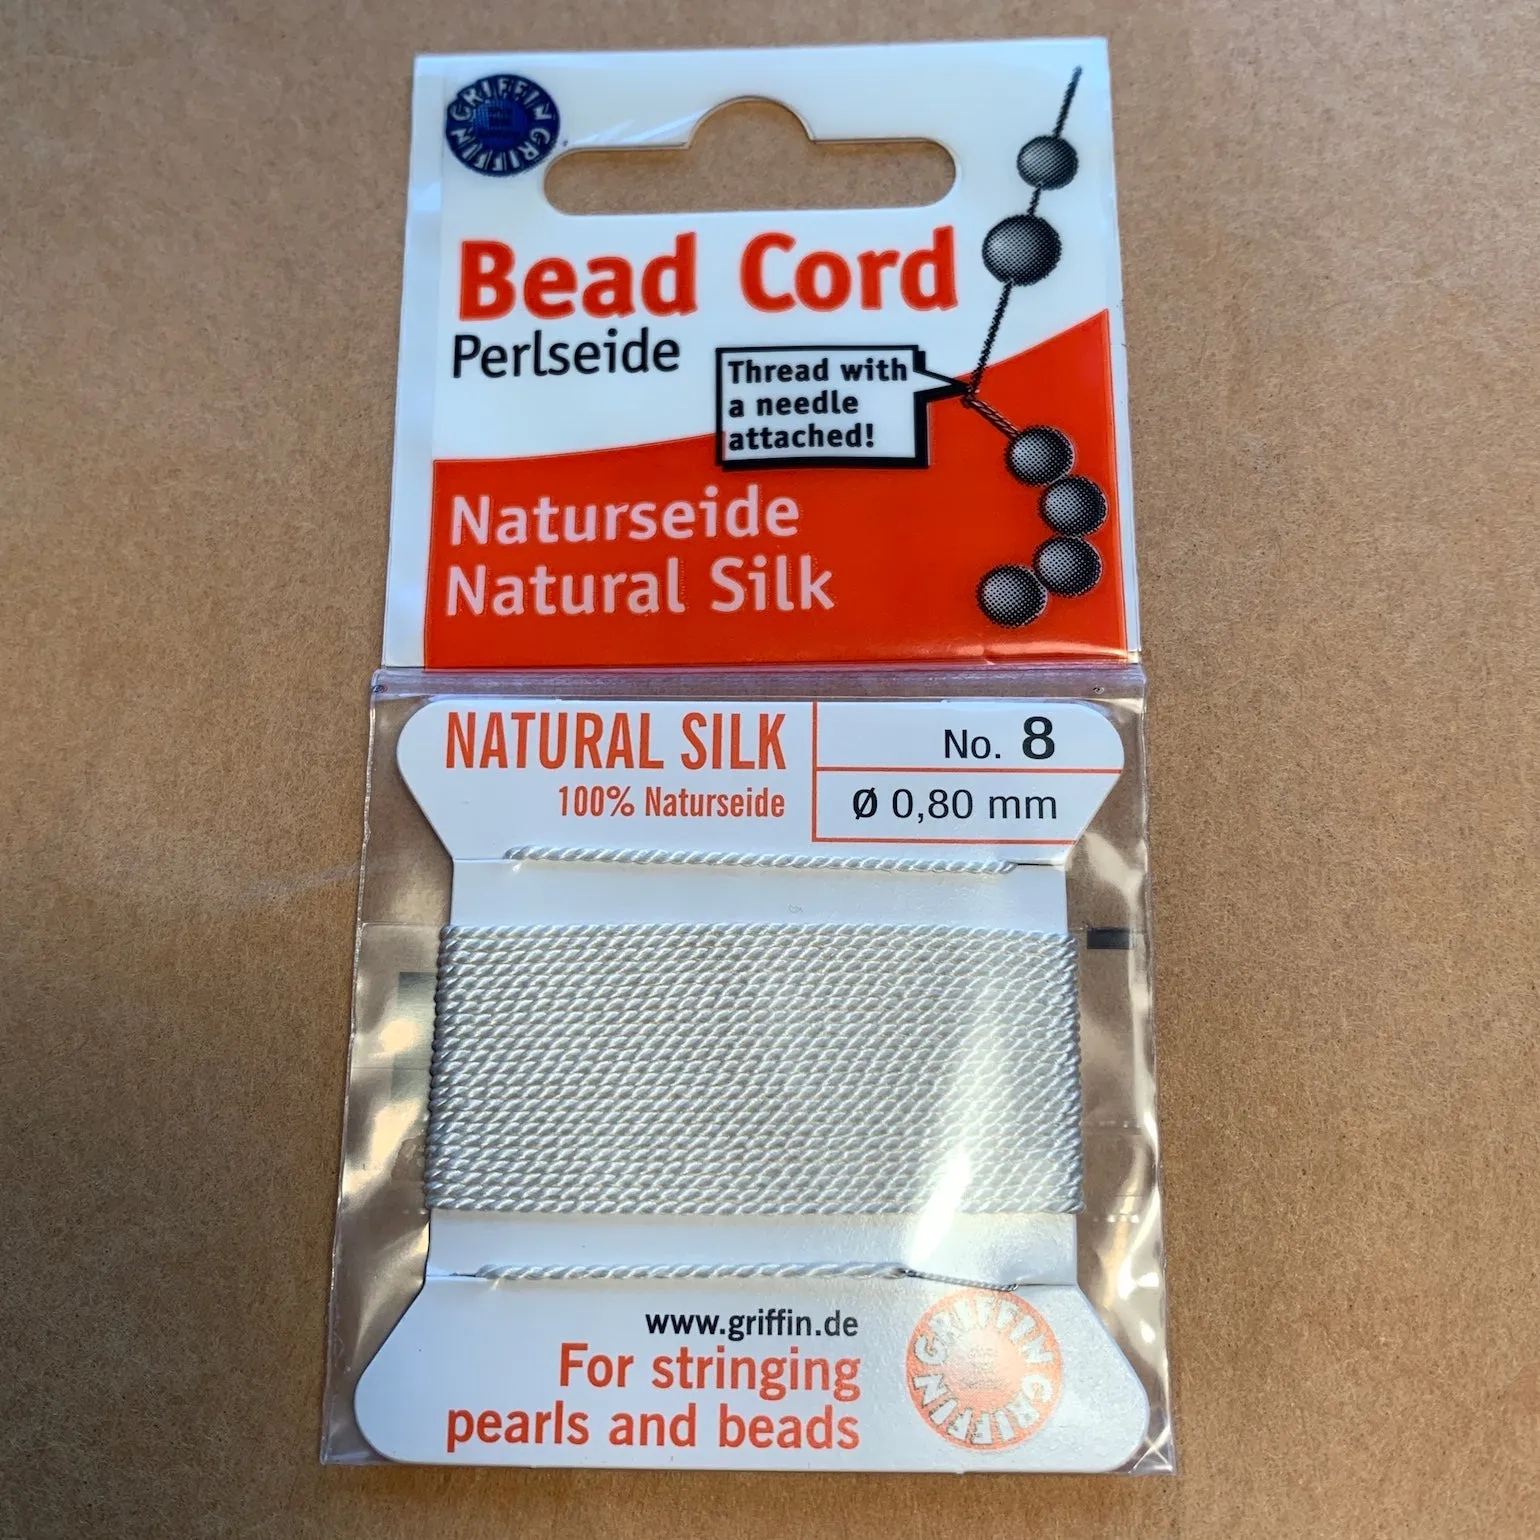 GRIFFIN GRIFFIN
Bead Cord
Perlseide
Thread with
a needle
attached!
Naturseide
Natural Silk
NATURAL SILK
100% Naturseide
No. 8
Ø 0,80 mm
www.griffin.de
For stringing
pearls and beads
GRIFFIN GRIFFIN